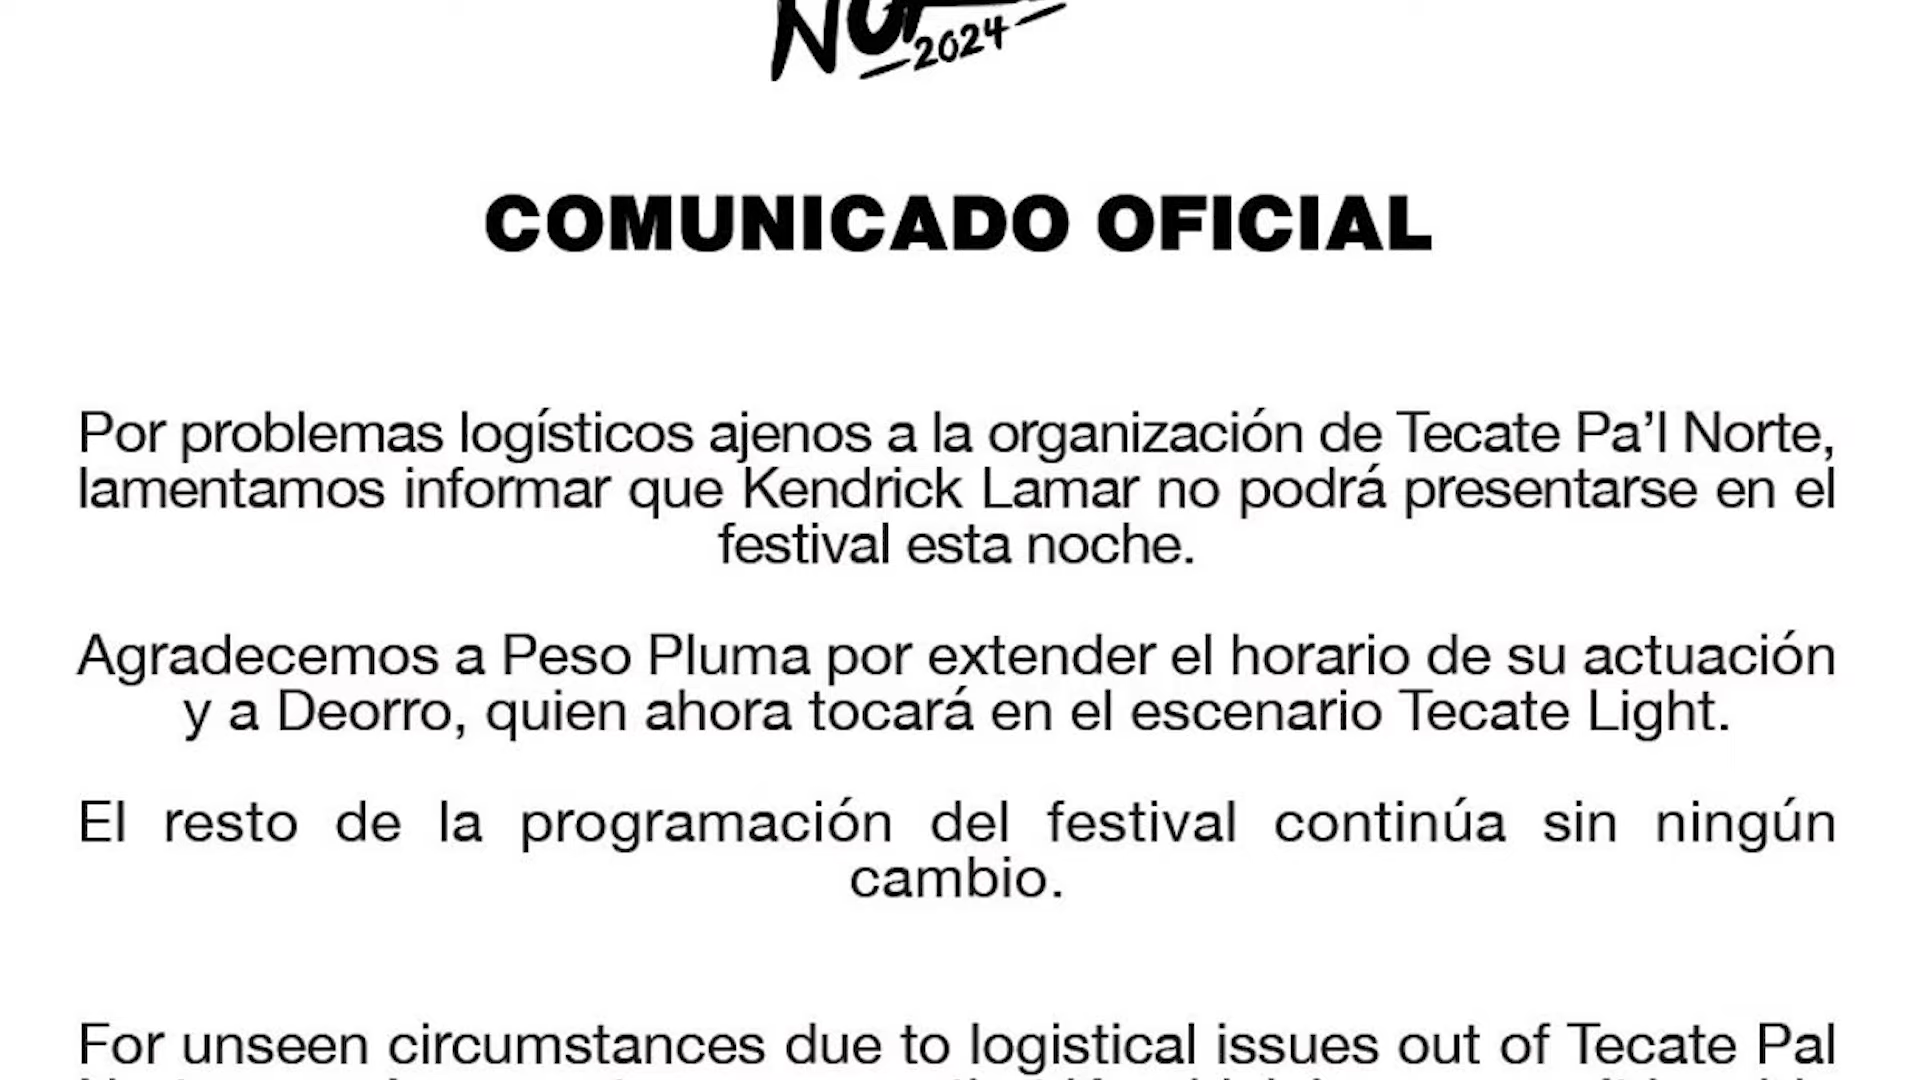 2024
COMUNICADO OFICIAL
Por problemas logísticos ajenos a la organización de Tecate Pa’l Norte,
lamentamos informar que Kendrick Lamar no podrá presentarse en el
festival esta noche.
Agradecemos a Peso Pluma por extender el horario de su actuación
y a Deorro, quien ahora tocará en el escenario Tecate Light.
El resto de la programación del festival continúa sin ningún
cambio.
For unseen circumstances due to logistical issues out of Tecate Pal